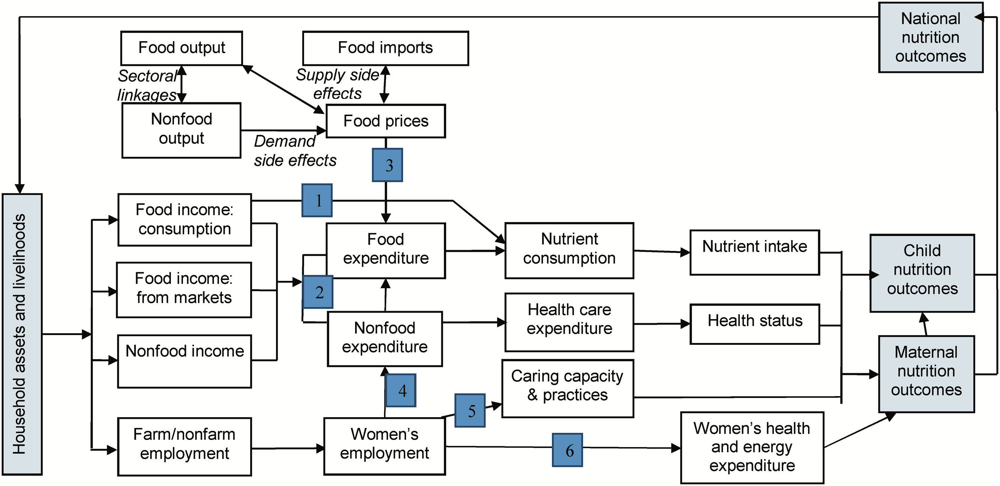 National
nutrition
outcomes
Food output
Food imports
Sectoral
linkages
Supply side
effects
Nonfood
output
Food prices
Demand
side effects
3
1
Household assets and livelihoods
Food income:
consumption
Food
expenditure
Nutrient
consumption
Nutrient intake
Child
nutrition
outcomes
Food income:
from markets
2
Nonfood
expenditure
Health care
expenditure
Health status
Nonfood income
Maternal
nutrition
outcomes
4
Caring capacity
& practices
5
Farm/nonfarm
employment
Women’s
employment
6
Women’s health
and energy
expenditure